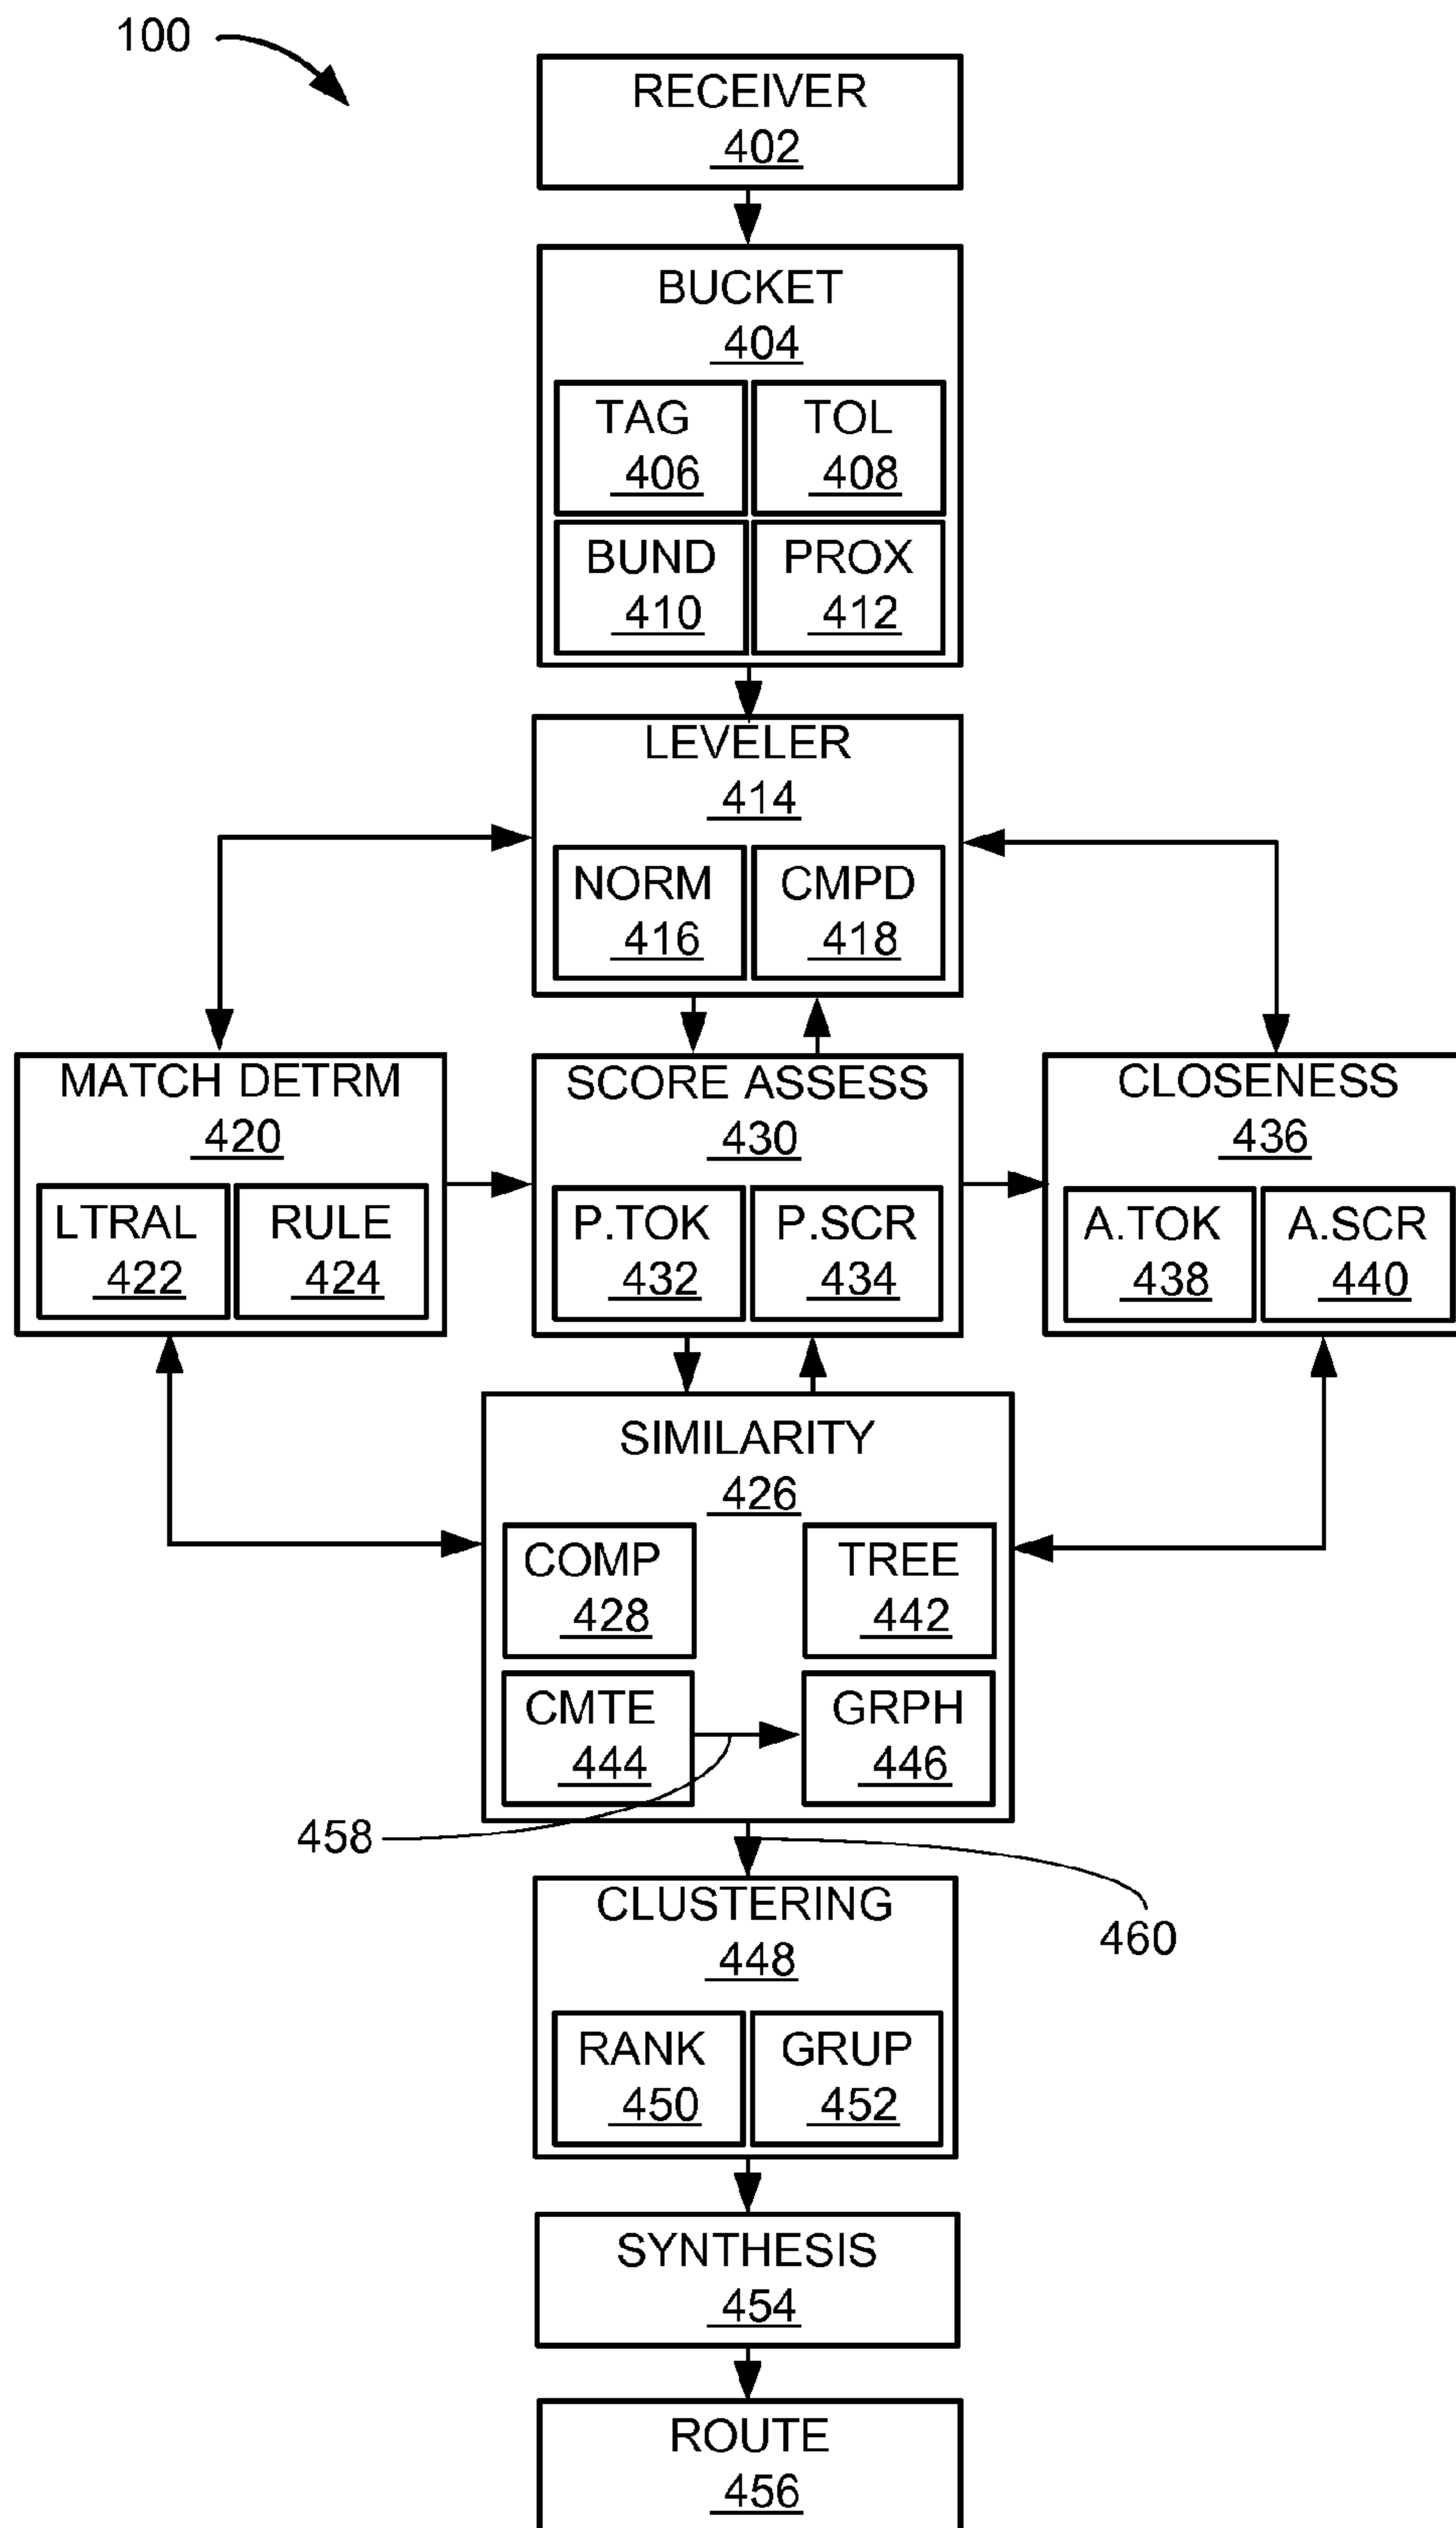 100
RECEIVER
402
BUCKET
404
TAG
406
TOL
408
BUND
410
PROX
412
LEVELER
414
NORM
416
CMPD
418
MATCH DETRM
420
LTRAL
422
RULE
424
SCORE ASSESS
430
P.TOK
432
P.SCR
434
CLOSENESS
436
A.TOK
438
A.SCR
440
SIMILARITY
426
COMP
428
TREE
442
CMTE
444
GRPH
446
458
460
CLUSTERING
448
RANK
450
GRUP
452
SYNTHESIS
454
ROUTE
456